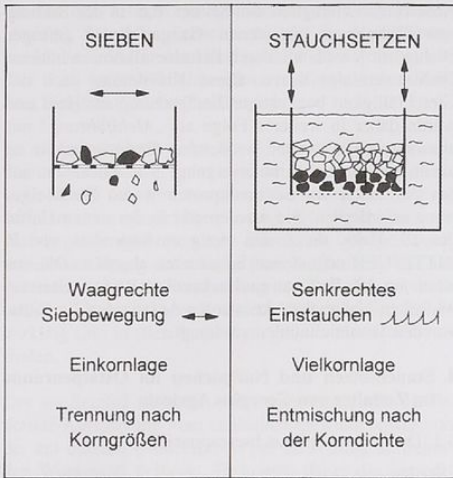 SIEBEN
Waagrechte
Siebbewegung
Einkornlage
Trennung nach
Korngrößen
STAUCHSETZEN
Senkrechtes
Einstauchen
Vielkornlage
Entmischung nach
der Korndichte